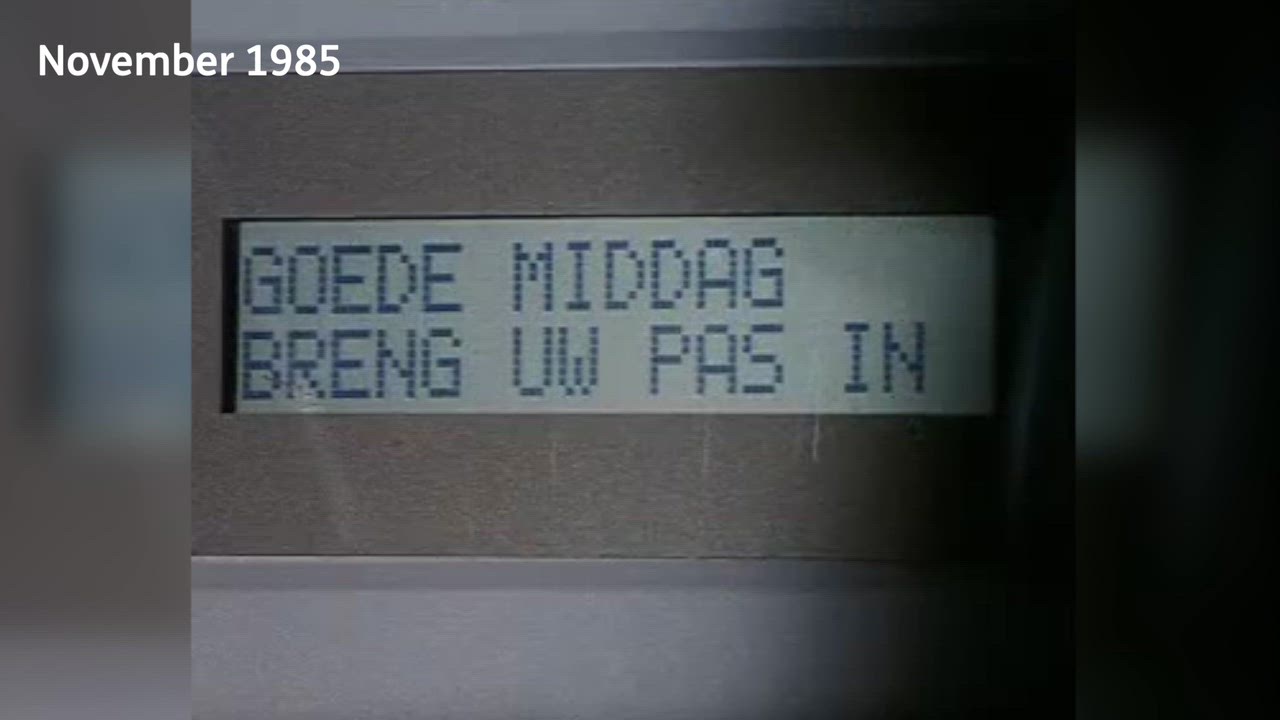 November 1985
GOEDE MIDDAG
BRENG UW PAS IN